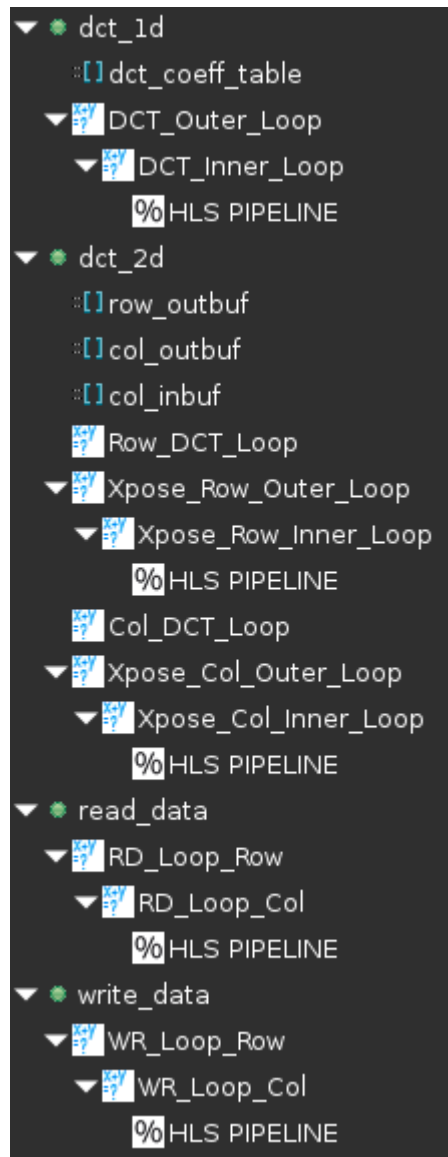 dct_1d
dct_coeff_table
DCT_Outer_Loop
DCT_Inner_Loop
% HLS PIPELINE
dct_2d
row_outbuf
col_outbuf
col_inbuf
Row_DCT_Loop
Xpose_Row_Outer_Loop
Xpose_Row_Inner_Loop
% HLS PIPELINE
Col_DCT_Loop
Xpose_Col_Outer_Loop
Xpose_Col_Inner_Loop
% HLS PIPELINE
read_data
RD_Loop_Row
RD_Loop_Col
% HLS PIPELINE
write_data
WR_Loop_Row
WR_Loop_Col
% HLS PIPELINE